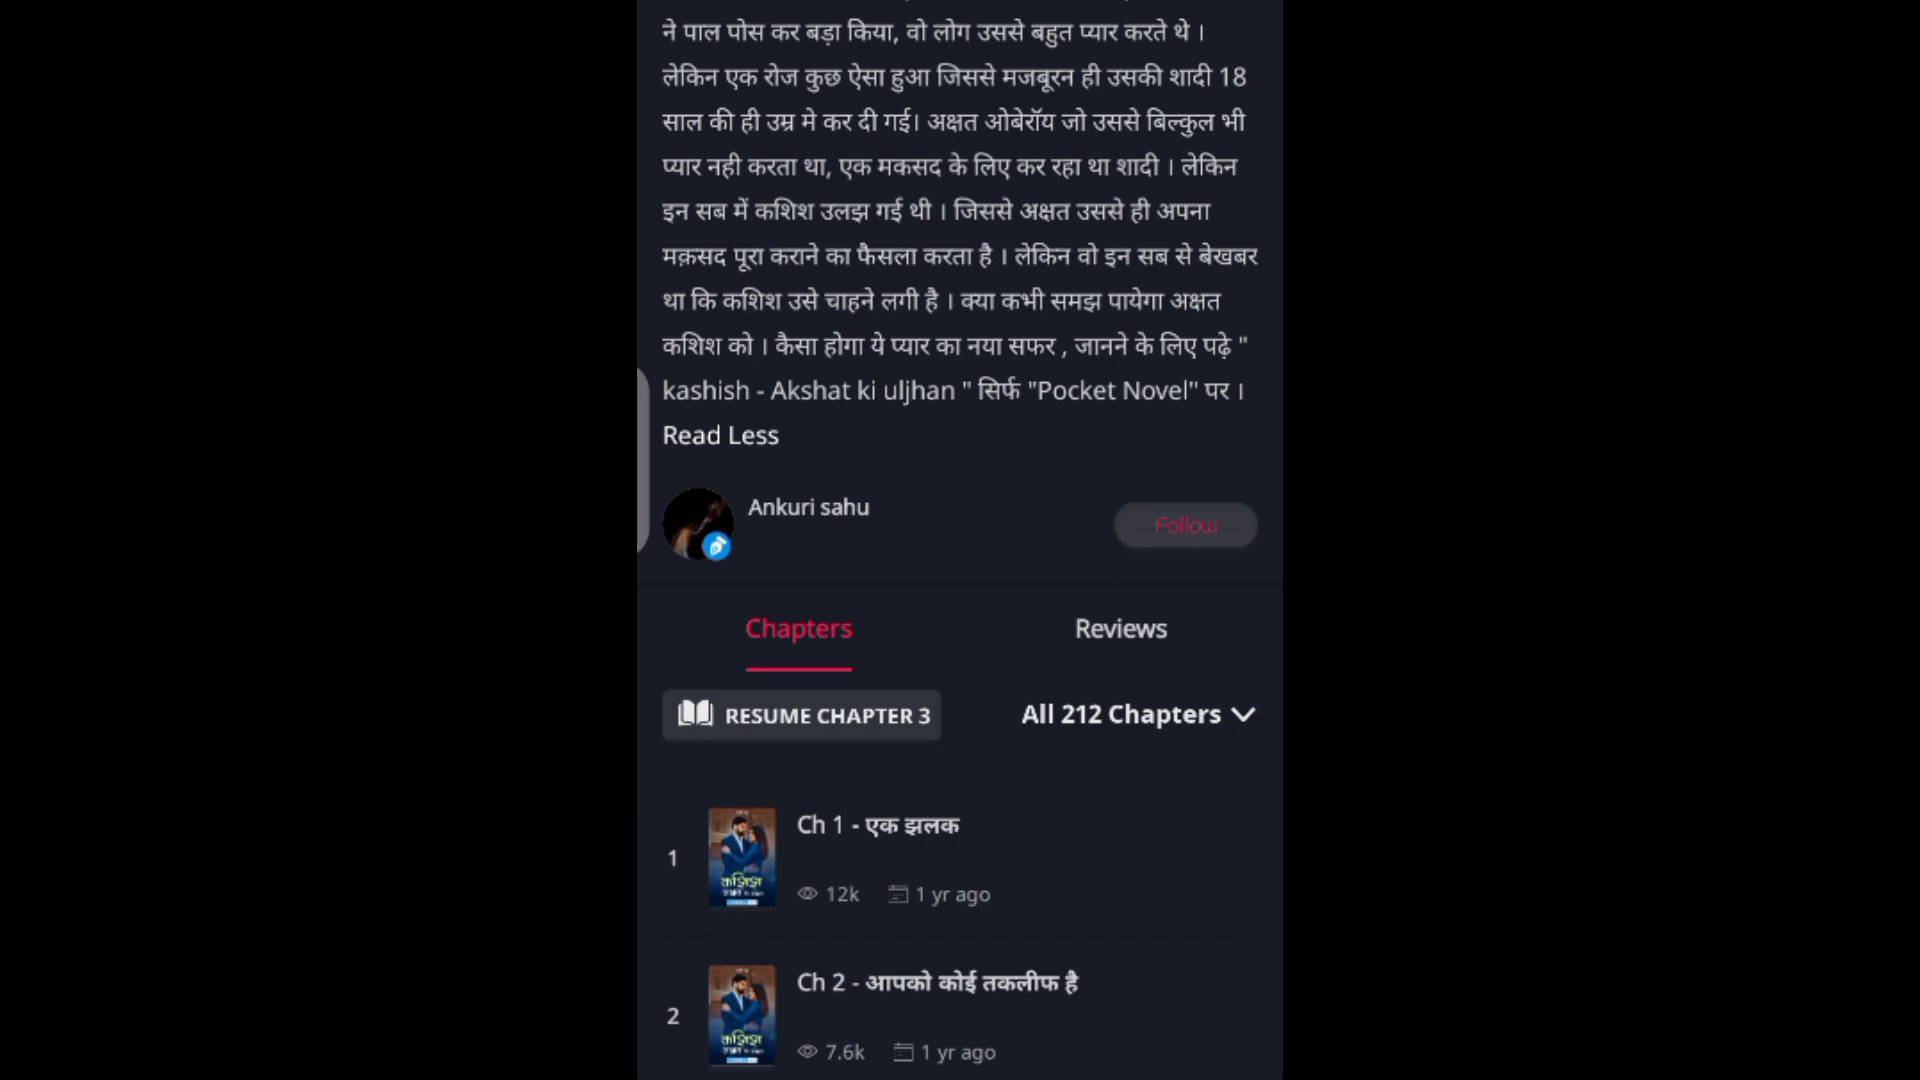 ने पाल पोस कर बड़ा किया, वो लोग उससे बहुत प्यार करते थे ।
लेकिन एक रोज कुछ ऐसा हुआ जिससे मजबूरन ही उसकी शादी 18
साल की ही उम्र मे कर दी गई। अक्षत ओबेरॉय जो उससे बिल्कुल भी
प्यार नही करता था, एक मकसद के लिए कर रहा था शादी । लेकिन
इन सब में कशिश उलझ गई थी । जिससे अक्षत उससे ही अपना
मक़सद पूरा कराने का फैसला करता है । लेकिन वो इन सब से बेखबर
था कि कशिश उसे चाहने लगी है । क्या कभी समझ पायेगा अक्षत
कशिश को । कैसा होगा ये प्यार का नया सफर , जानने के लिए पढ़े "
kashish - Akshat ki uljhan " सिर्फ "Pocket Novel" पर ।
Read Less
Ankuri sahu
Follow
Chapters
Reviews
RESUME CHAPTER 3
All 212 Chapters
1
Ch 1 - एक झलक
12k
1 yr ago
कशिश
2
Ch 2 - आपको कोई तकलीफ है
7.6k
1 yr ago
कशिश